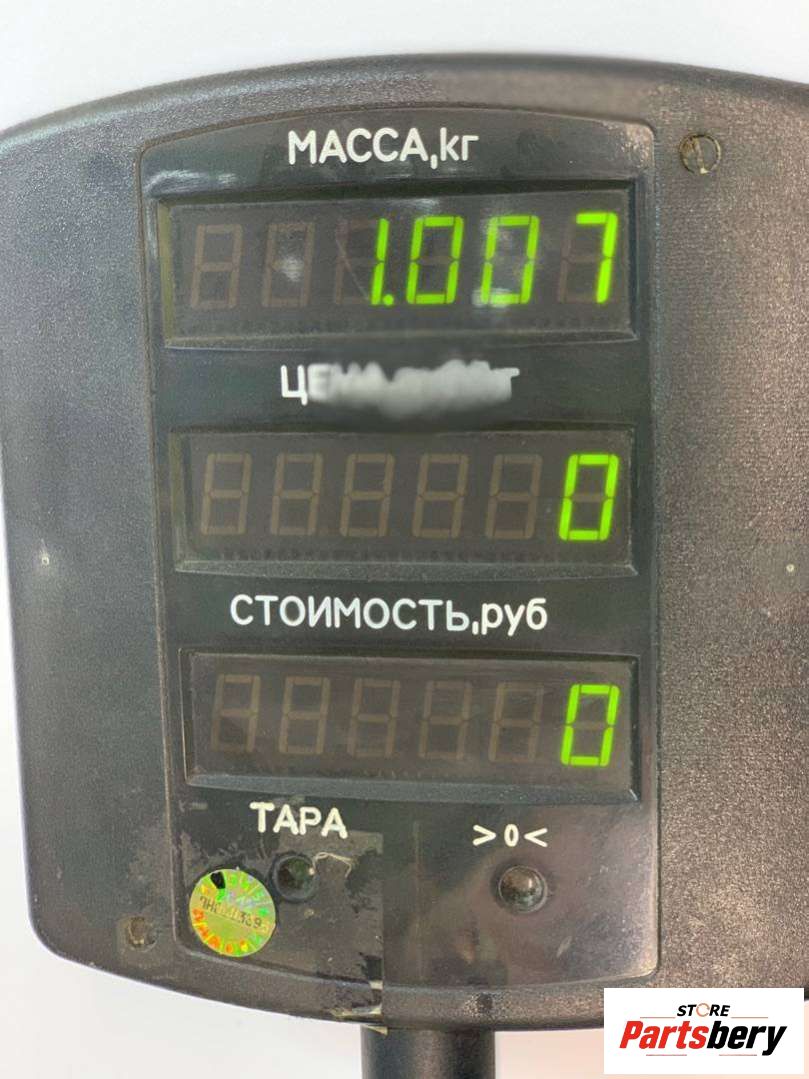 МАССА,кг
1.007
0
СТОИМОСТЬ,руб
0
ТАРА
>0<
STORE
Partsbery